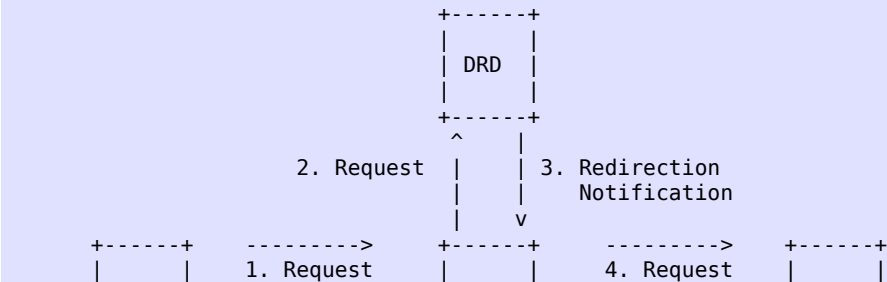 DRD
2. Request
3. Redirection
Notification
1. Request
4. Request